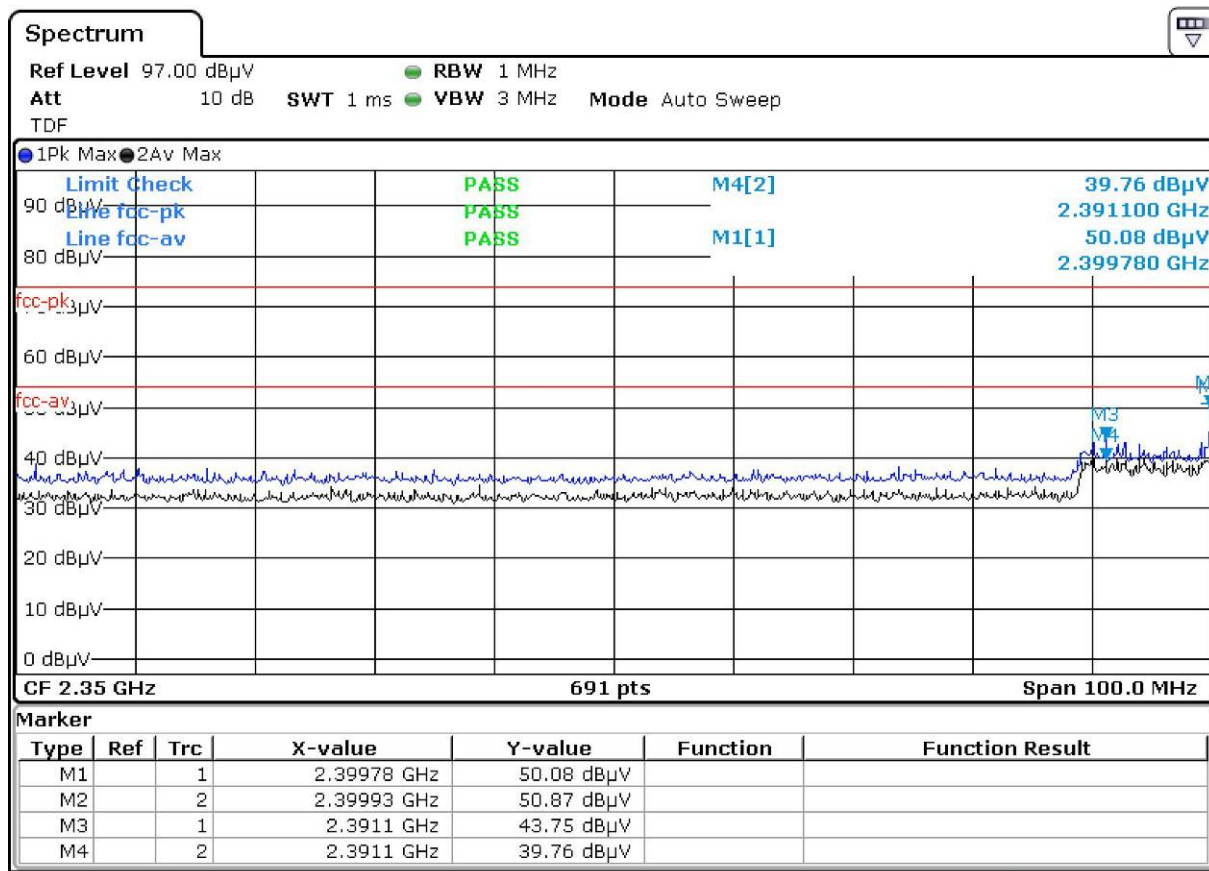 Spectrum
Ref Level 97.00 dBµV RBW 1 MHz
Att 10 dB SWT 1 ms VBW 3 MHz Mode Auto Sweep
TDF
1Pk Max 2Av Max
Limit Check PASS M4[2] 39.76 dBµV
90 dBµV Line fcc-pk PASS 2.391100 GHz
Line fcc-av PASS M1[1] 50.08 dBµV
80 dBµV 2.399780 GHz
fcc-pk
60 dBµV
fcc-av
M3
M4
40 dBµV
30 dBµV
20 dBµV
10 dBµV
0 dBµV
CF 2.35 GHz 691 pts Span 100.0 MHz
Marker
Type Ref Trc X-value Y-value Function Function Result
M1 1 2.39978 GHz 50.08 dBµV
M2 2 2.39993 GHz 50.87 dBµV
M3 1 2.3911 GHz 43.75 dBµV
M4 2 2.3911 GHz 39.76 dBµV